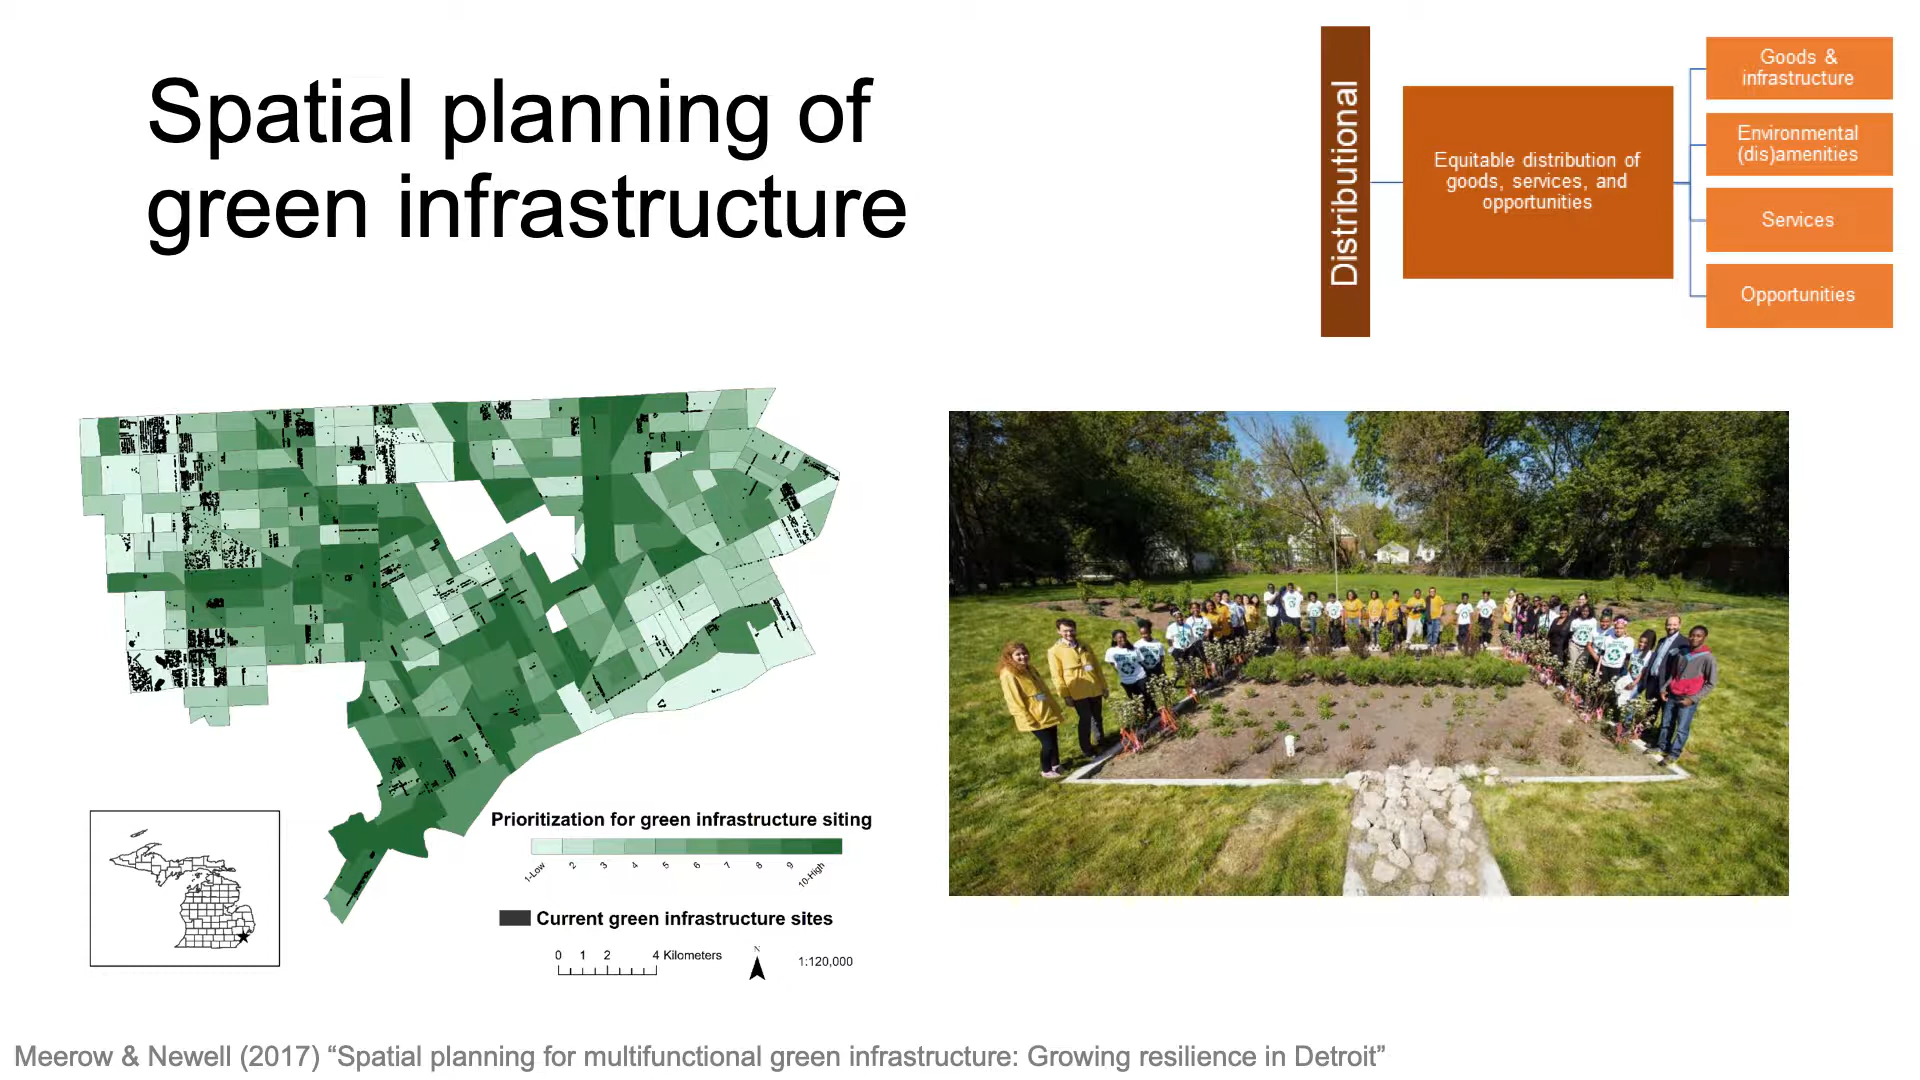 Spatial planning of
green infrastructure
Distributional
Equitable distribution of
goods, services, and
opportunities
Goods &
infrastructure
Environmental
(dis)amenities
Services
Opportunities
Prioritization for green infrastructure siting
1-Low 2 3 4 5 6 7 8 9 10-High
Current green infrastructure sites
0 1 2 4 Kilometers
N
1:120,000
Meerow & Newell (2017) “Spatial planning for multifunctional green infrastructure: Growing resilience in Detroit”